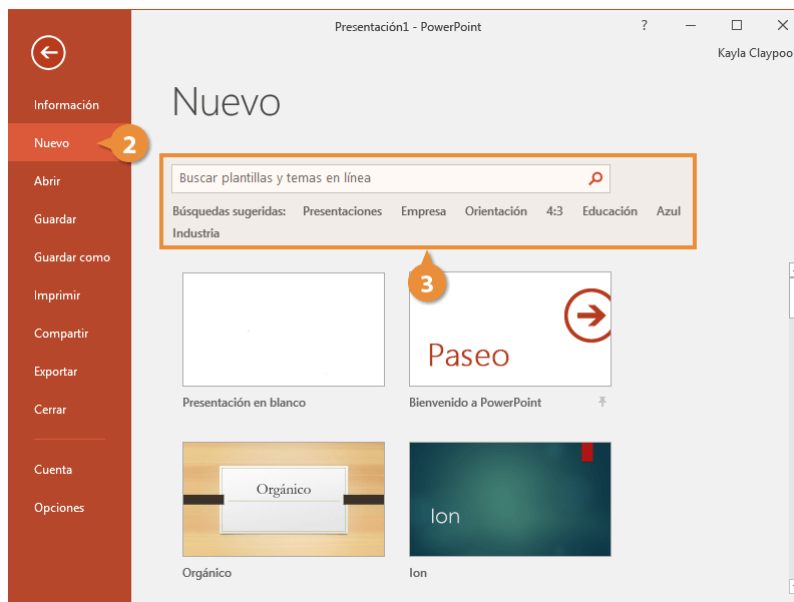 Presentación1 - PowerPoint
?
Kayla Claypoo
Información
Nuevo
2
Abrir
Guardar
Guardar como
Imprimir
Compartir
Exportar
Cerrar
Cuenta
Opciones
Nuevo
Buscar plantillas y temas en línea
Búsquedas sugeridas: Presentaciones Empresa Orientación 4:3 Educación Azul
Industria
3
Paseo
Presentación en blanco
Bienvenido a PowerPoint
Orgánico
Ion
Orgánico
Ion